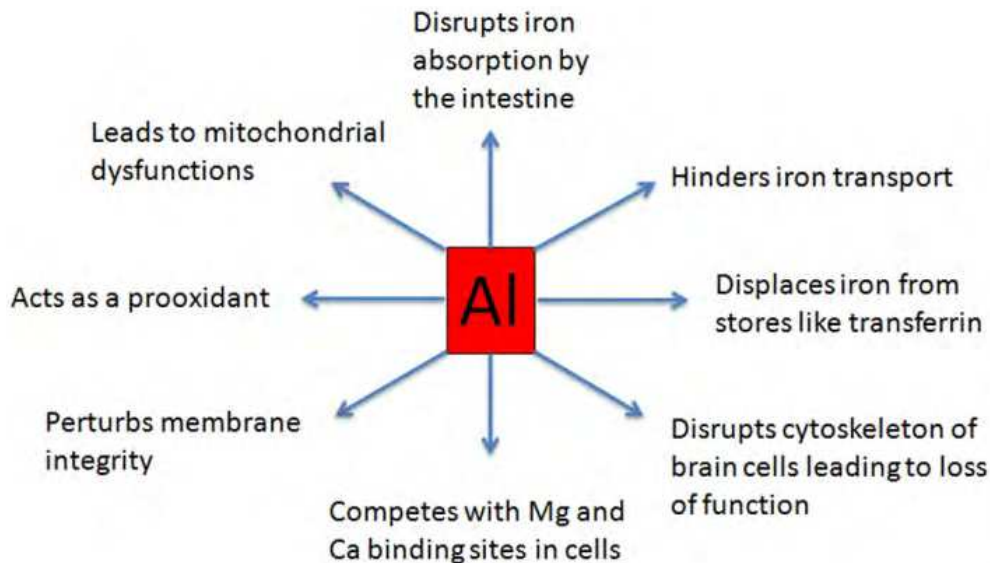 Disrupts iron
absorption by
the intestine
Leads to mitochondrial
dysfunctions
Hinders iron transport
Acts as a prooxidant
Al
Displaces iron from
stores like transferrin
Perturbs membrane
integrity
Disrupts cytoskeleton of
brain cells leading to loss
of function
Competes with Mg and
Ca binding sites in cells